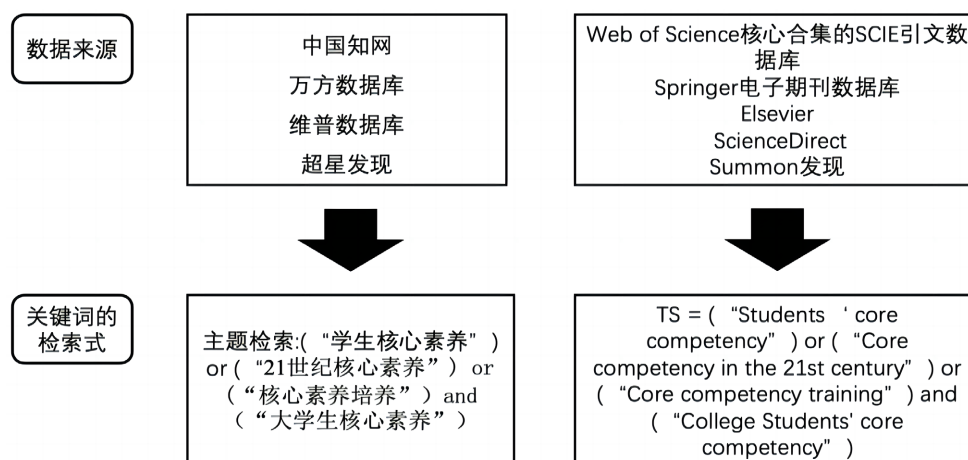 数据来源
中国知网
万方数据库
维普数据库
超星发现
Web of Science核心合集的SCIE引文数
据库
Springer电子期刊数据库
Elsevier
ScienceDirect
Summon发现
关键词的
检索式
主题检索:(“学生核心素养”)
or(“21世纪核心素养”) or
(“核心素养培养”) and
(“大学生核心素养”)
TS = (“Students ‘ core
competency”) or (“Core
competency in the 21st century”) or
(“Core competency training”) and
(“College Students' core
competency”)